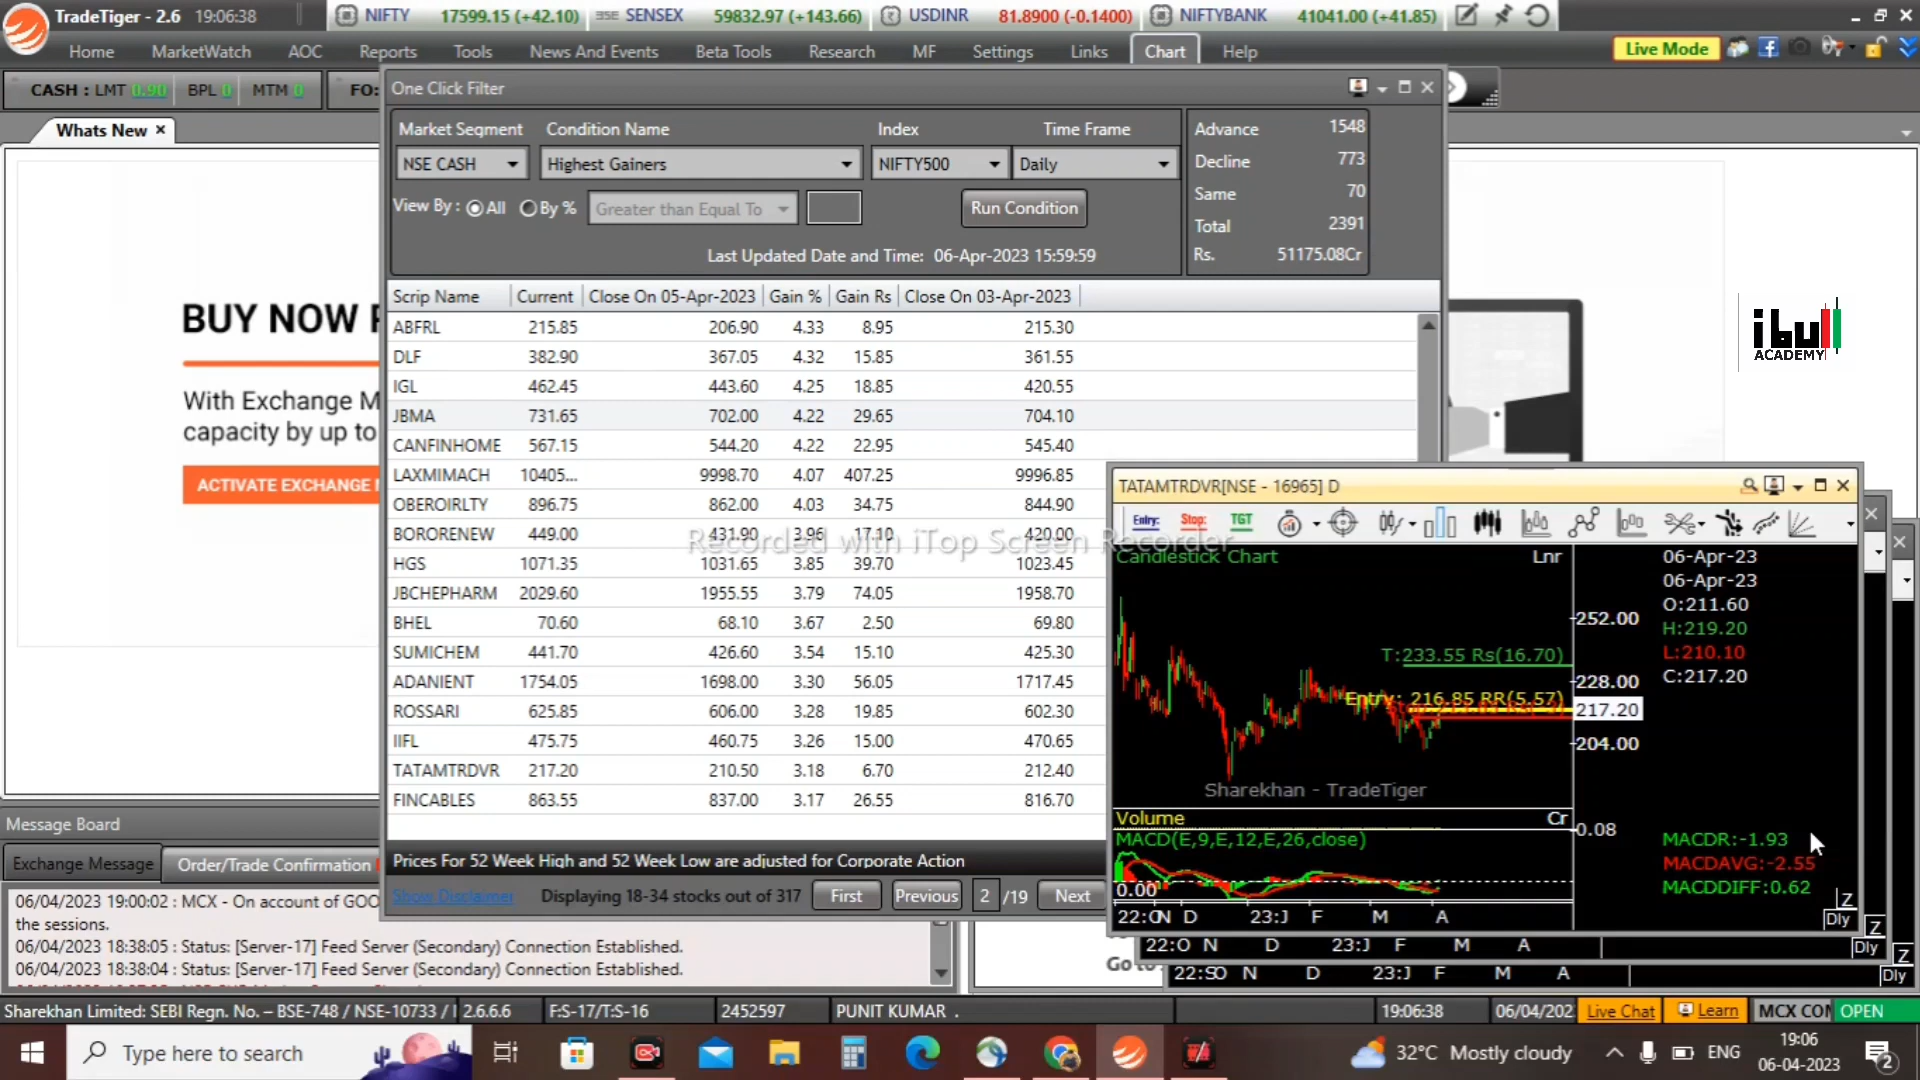 TradeTiger - 2.6 19:06:38 NIFTY 17599.15 (+42.10) BSE SENSEX 59832.97 (+143.66) USDINR 81.8900 (-0.1400) NIFTYBANK 41041.00 (+41.85)
Home MarketWatch AOC Reports Tools News And Events Beta Tools Research MF Settings Links Chart Help Live Mode
CASH : LMT 0.90 BPL 0 MTM 0 FO:
One Click Filter
Whats New
Market Segment Condition Name Index Time Frame
NSE CASH Highest Gainers NIFTY500 Daily
View By : All By % Greater than Equal To Run Condition
Last Updated Date and Time: 06-Apr-2023 15:59:59
Advance 1548
Decline 773
Same 70
Total 2391
Rs. 51175.08Cr
BUY NOW
With Exchange M
capacity by up to
ACTIVATE EXCHANGE
ibull
ACADEMY
Scrip Name Current Close On 05-Apr-2023 Gain % Gain Rs Close On 03-Apr-2023
ABFRL 215.85 206.90 4.33 8.95 215.30
DLF 382.90 367.05 4.32 15.85 361.55
IGL 462.45 443.60 4.25 18.85 420.55
JBMA 731.65 702.00 4.22 29.65 704.10
CANFINHOME 567.15 544.20 4.22 22.95 545.40
LAXMIMACH 10405... 9998.70 4.07 407.25 9996.85
OBEROIRLTY 896.75 862.00 4.03 34.75 844.90
BORORENEW 449.00 431.90 3.96 17.10 420.00
HGS 1071.35 1031.65 3.85 39.70 1023.45
JBCHEPHARM 2029.60 1955.55 3.79 74.05 1958.70
BHEL 70.60 68.10 3.67 2.50 69.80
SUMICHEM 441.70 426.60 3.54 15.10 425.30
ADANIENT 1754.05 1698.00 3.30 56.05 1717.45
ROSSARI 625.85 606.00 3.28 19.85 602.30
IIFL 475.75 460.75 3.26 15.00 470.65
TATAMTRDVR 217.20 210.50 3.18 6.70 212.40
FINCABLES 863.55 837.00 3.17 26.55 816.70
Recorded with iTop Screen Recorder
Prices For 52 Week High and 52 Week Low are adjusted for Corporate Action
Show Disclaimer Displaying 18-34 stocks out of 317 First Previous 2 /19 Next
TATAMTRDVR[NSE - 16965] D
Entry: Stop: TGT
Candlestick Chart Lnr
06-Apr-23
06-Apr-23
O:211.60
H:219.20
L:210.10
C:217.20
252.00
T:233.55 Rs(16.70)
228.00
Entry: 216.85 RR(5.57)
217.20
204.00
Sharekhan - TradeTiger
Volume Cr
0.08
MACD(E,9,E,12,E,26,close)
MACDR:-1.93
MACDAVG:-2.55
MACDDIFF:0.62
0.00
Z
Dly
22:O N D 23:J F M A
22:O N D 23:J F M A
Z
Dly
22:SO N D 23:J F M A
Z
Dly
Go to
Message Board
Exchange Message Order/Trade Confirmation
06/04/2023 19:00:02 : MCX - On account of GOO
the sessions.
06/04/2023 18:38:05 : Status: [Server-17] Feed Server (Secondary) Connection Established.
06/04/2023 18:38:04 : Status: [Server-17] Feed Server (Secondary) Connection Established.
Sharekhan Limited: SEBI Regn. No. – BSE-748 / NSE-10733 / 2.6.6.6 F:S-17/T:S-16 2452597 PUNIT KUMAR . 19:06:38 06/04/202 Live Chat Learn MCX COM OPEN
Type here to search 32°C Mostly cloudy ENG 19:06
06-04-2023 2